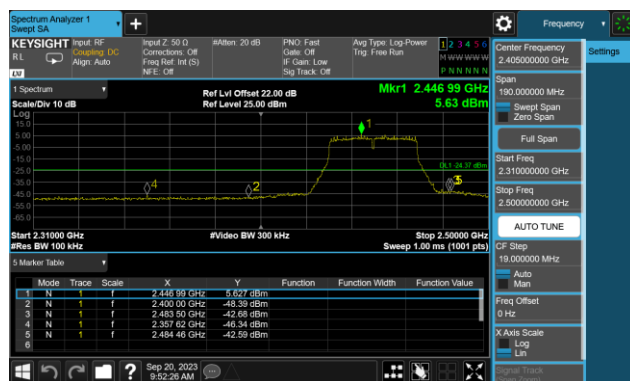 Spectrum Analyzer 1
Swept SA
Frequency
KEYSIGHT
RL
Input: RF
Coupling: DC
Align: Auto
Input Z: 50 Ω
Corrections: Off
Freq Ref: Int (S)
NFE: Off
#Atten: 20 dB
PNO: Fast
Gate: Off
IF Gain: Low
Sig Track: Off
Avg Type: Log-Power
Trig: Free Run
1 2 3 4 5 6
M W W W W W
P N N N N N
LXI
1 Spectrum
Scale/Div 10 dB
Ref Lvl Offset 22.00 dB
Ref Level 25.00 dBm
Mkr1 2.446 99 GHz
5.63 dBm
Log
15.0
5.00
-5.00
-15.0
-25.0
-35.0
-45.0
-55.0
-65.0
1
DL1 -24.37 dBm
4
2
3
5
Start 2.31000 GHz
#Res BW 100 kHz
#Video BW 300 kHz
Stop 2.50000 GHz
Sweep 1.00 ms (1001 pts)
5 Marker Table
Mode Trace Scale X Y Function Function Width Function Value
1 N 1 f 2.446 99 GHz 5.627 dBm
2 N 1 f 2.400 00 GHz -48.39 dBm
3 N 1 f 2.483 50 GHz -42.68 dBm
4 N 1 f 2.357 62 GHz -46.34 dBm
5 N 1 f 2.484 46 GHz -42.59 dBm
6
Sep 20, 2023
9:52:26 AM
Center Frequency
2.405000000 GHz
Settings
Span
190.000000 MHz
Swept Span
Zero Span
Full Span
Start Freq
2.310000000 GHz
Stop Freq
2.500000000 GHz
AUTO TUNE
CF Step
19.000000 MHz
Auto
Man
Freq Offset
0 Hz
X Axis Scale
Log
Lin
Signal Track